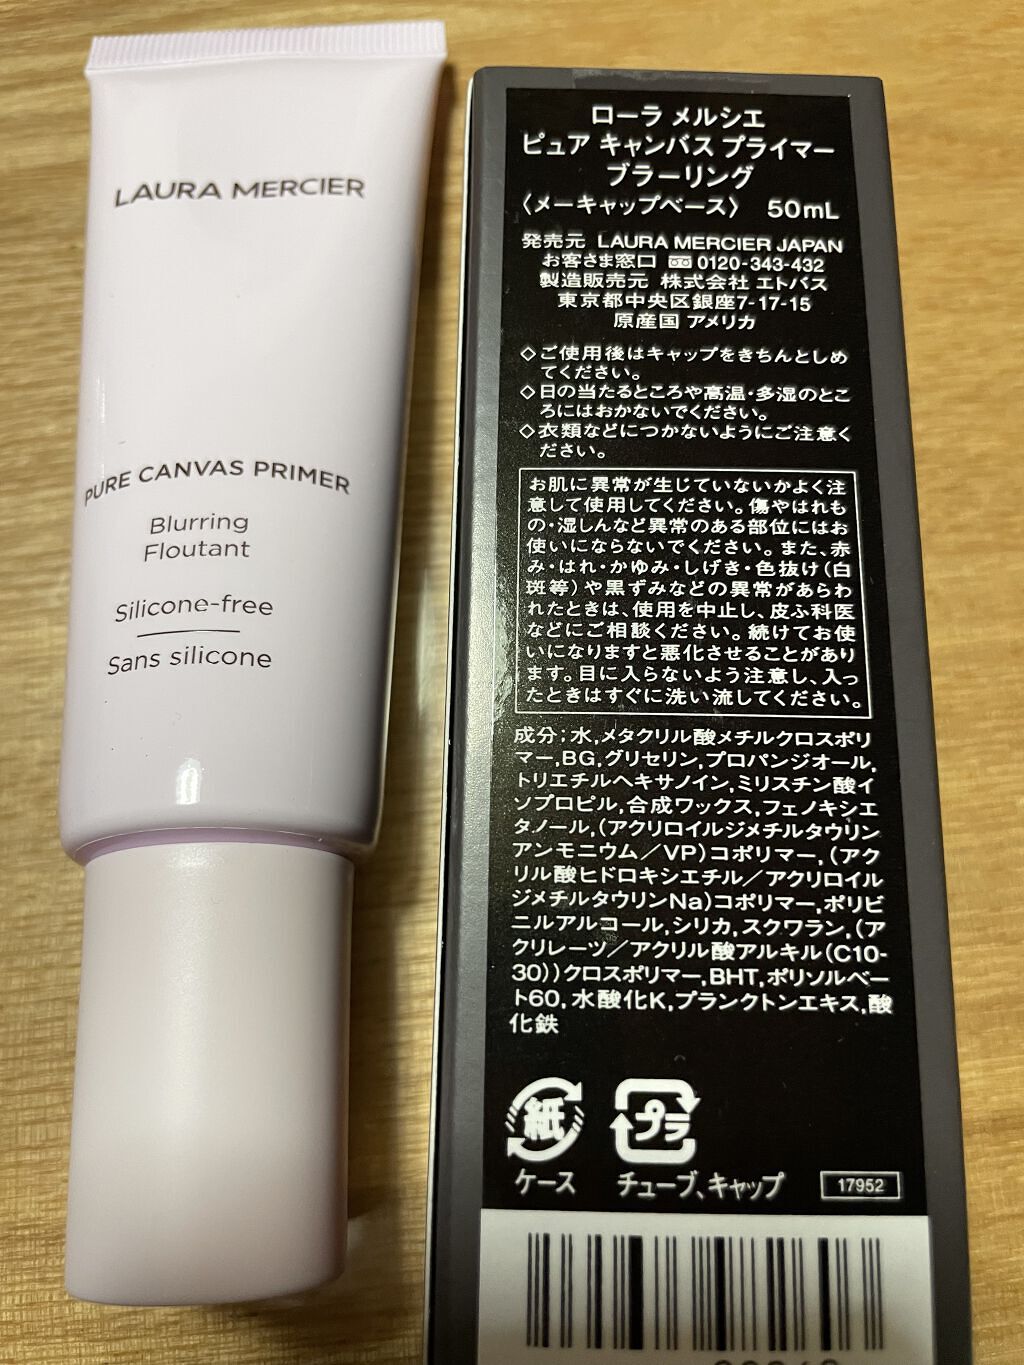 LAURA MERCIER
PURE CANVAS PRIMER
Blurring
Floutant
Silicone-free
Sans silicone
ローラ メルシエ
ピュア キャンバス プライマー
ブラーリング
〈メーキャップベース〉 50mL
発売元 LAURA MERCIER JAPAN
お客さま窓口 0120-343-432
製造販売元 株式会社 エトバス
東京都中央区銀座7-17-15
原産国 アメリカ
◇ご使用後はキャップをきちんとしめ
てください。
◇日の当たるところや高温・多湿のとこ
ろにはおかないでください。
◇衣類などにつかないようにご注意く
ださい。
お肌に異常が生じていないかよく注
意して使用してください。傷やはれも
の・湿しんなど異常のある部位にはお
使いにならないでください。また、赤
み・はれ・かゆみ・しげき・色抜け(白
斑等)や黒ずみなどの異常があらわ
れたときは、使用を中止し、皮ふ科医
などにご相談ください。続けてお使
いになりますと悪化させることがあり
ます。目に入らないよう注意し、入っ
たときはすぐに洗い流してください。
成分;水,メタクリル酸メチルクロスポリ
マー,BG,グリセリン,プロパンジオール,
トリエチルヘキサノイン,ミリスチン酸イ
ソプロピル,合成ワックス,フェノキシエ
タノール,(アクリロイルジメチルタウリン
アンモニウム/VP)コポリマー,(アク
リル酸ヒドロキシエチル/アクリロイル
ジメチルタウリンNa)コポリマー,ポリビ
ニルアルコール,シリカ,スクワラン,(ア
クリレーツ/アクリル酸アルキル(C10-
30))クロスポリマー,BHT,ポリソルベー
ト60,水酸化K,プランクトンエキス,酸
化鉄
紙 プラ
ケース チューブ、キャップ 17952